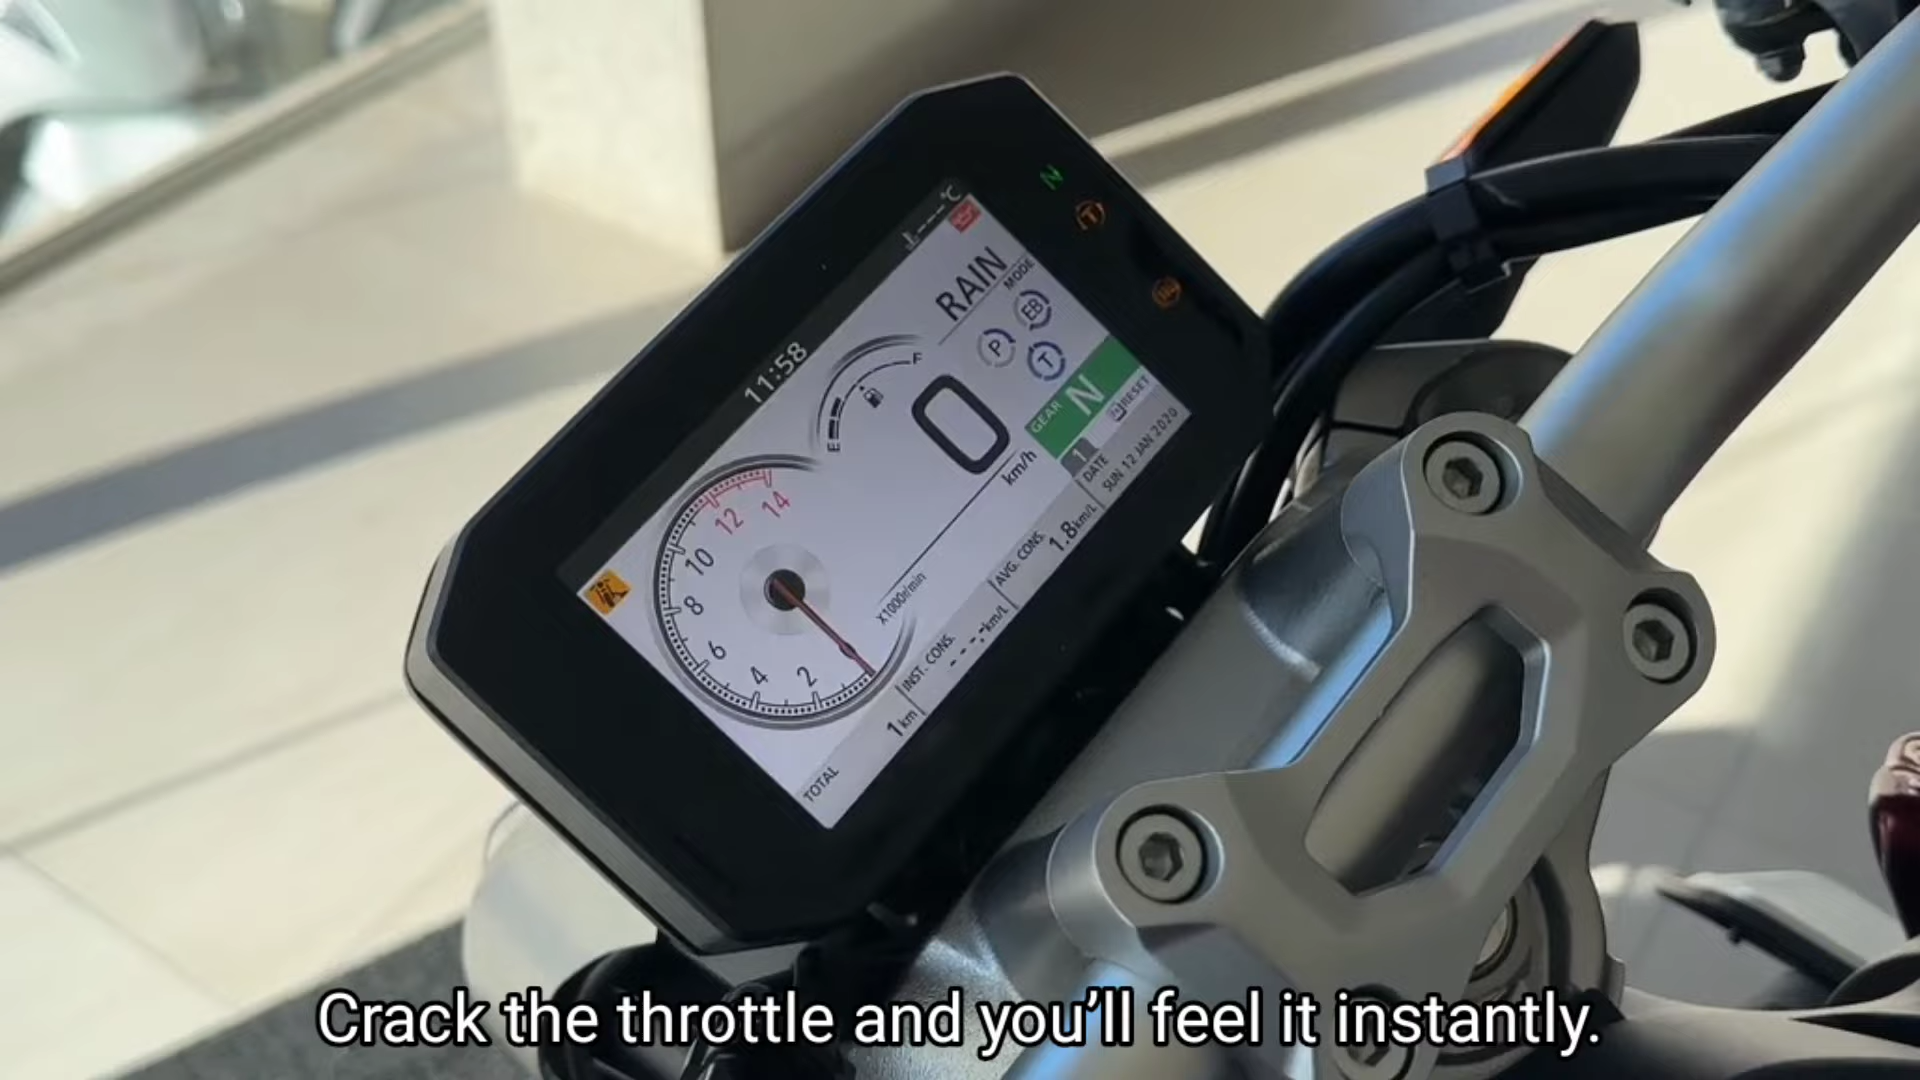 ---°C
RAIN
MODE
11:58
P
EB
T
E
F
0
km/h
GEAR
N
1
RESET
DATE
SUN 12 JAN 2020
2
4
6
8
10
12
14
X1000r/min
AVG. CONS.
1.8km/L
INST. CONS.
--.-km/L
TOTAL
1 km
N
T
Crack the throttle and you’ll feel it instantly.